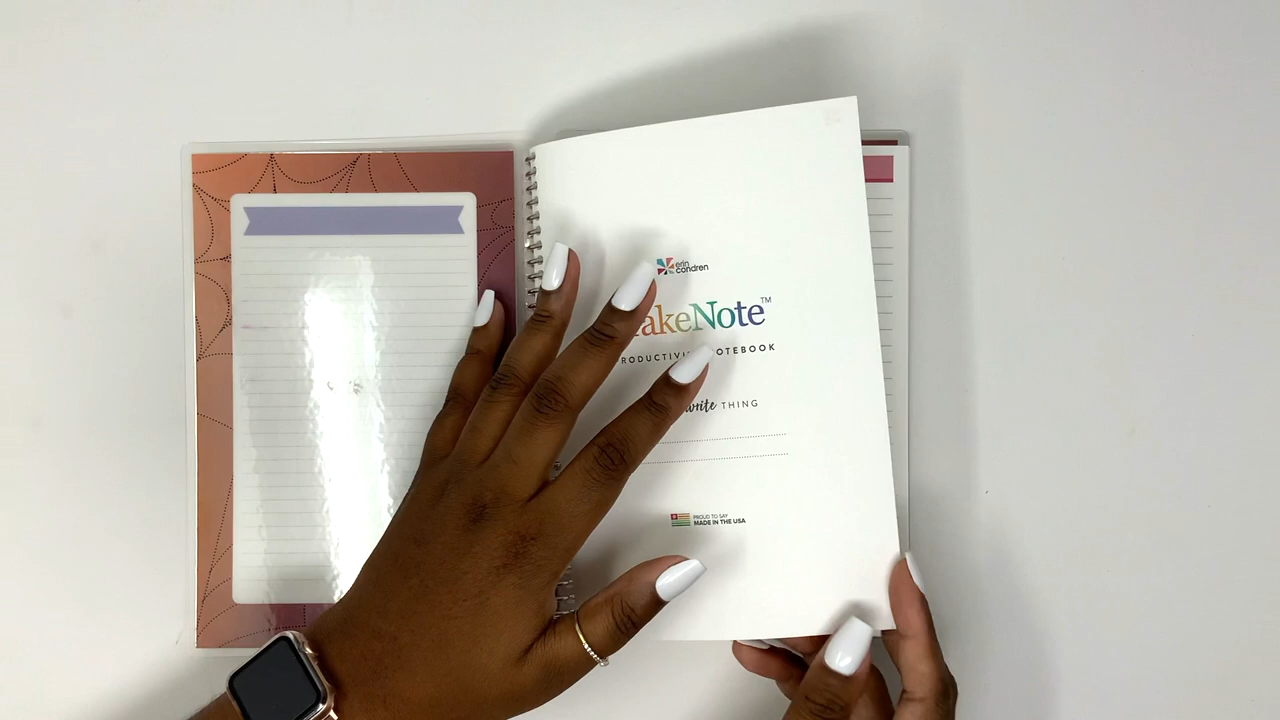 erin
condren
akeNote™
RODUCTIVI OTEBOOK
write THING
PROUD TO SAY
MADE IN THE USA